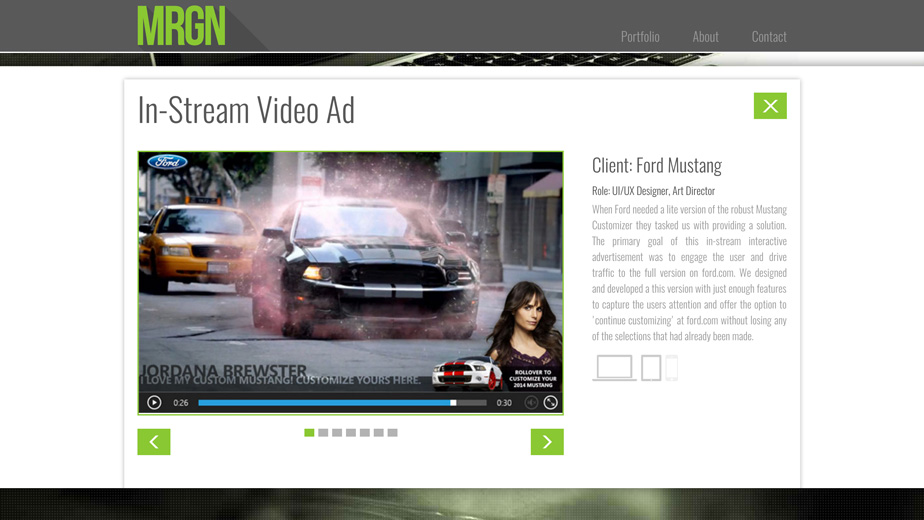 MRGN
Portfolio
About
Contact
In-Stream Video Ad
Ford
JORDANA BREWSTER
I LOVE MY CUSTOM MUSTANG! CUSTOMIZE YOURS HERE.
ROLLOVER TO
CUSTOMIZE YOUR
2014 MUSTANG
0:26
0:30
Client: Ford Mustang
Role: UI/UX Designer, Art Director
When Ford needed a lite version of the robust Mustang
Customizer they tasked us with providing a solution.
The primary goal of this in-stream interactive
advertisement was to engage the user and drive
traffic to the full version on ford.com. We designed
and developed a this version with just enough features
to capture the users attention and offer the option to
'continue customizing' at ford.com without losing any
of the selections that had already been made.